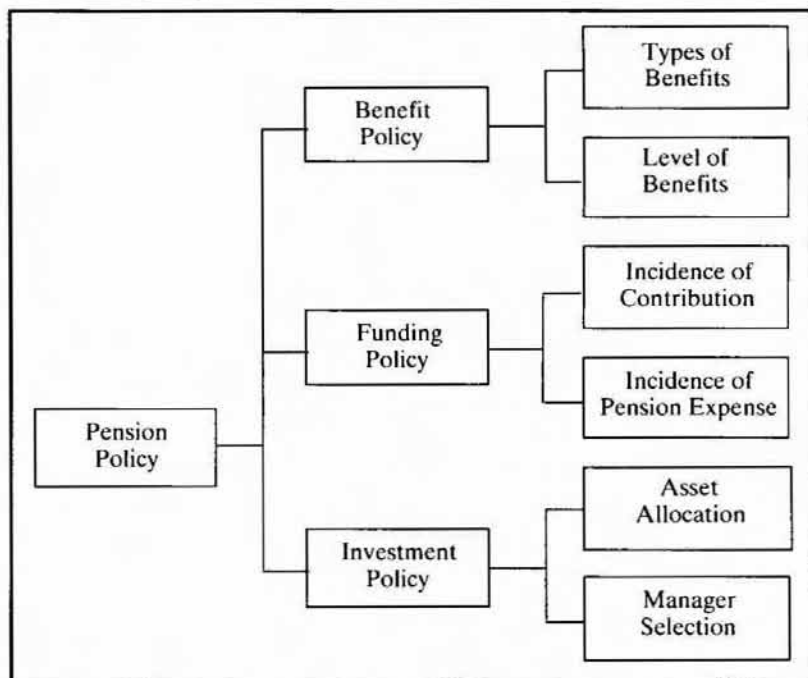 Types of
Benefits
Benefit
Policy
Level of
Benefits
Incidence of
Contribution
Funding
Policy
Incidence of
Pension Expense
Pension
Policy
Asset
Allocation
Investment
Policy
Manager
Selection